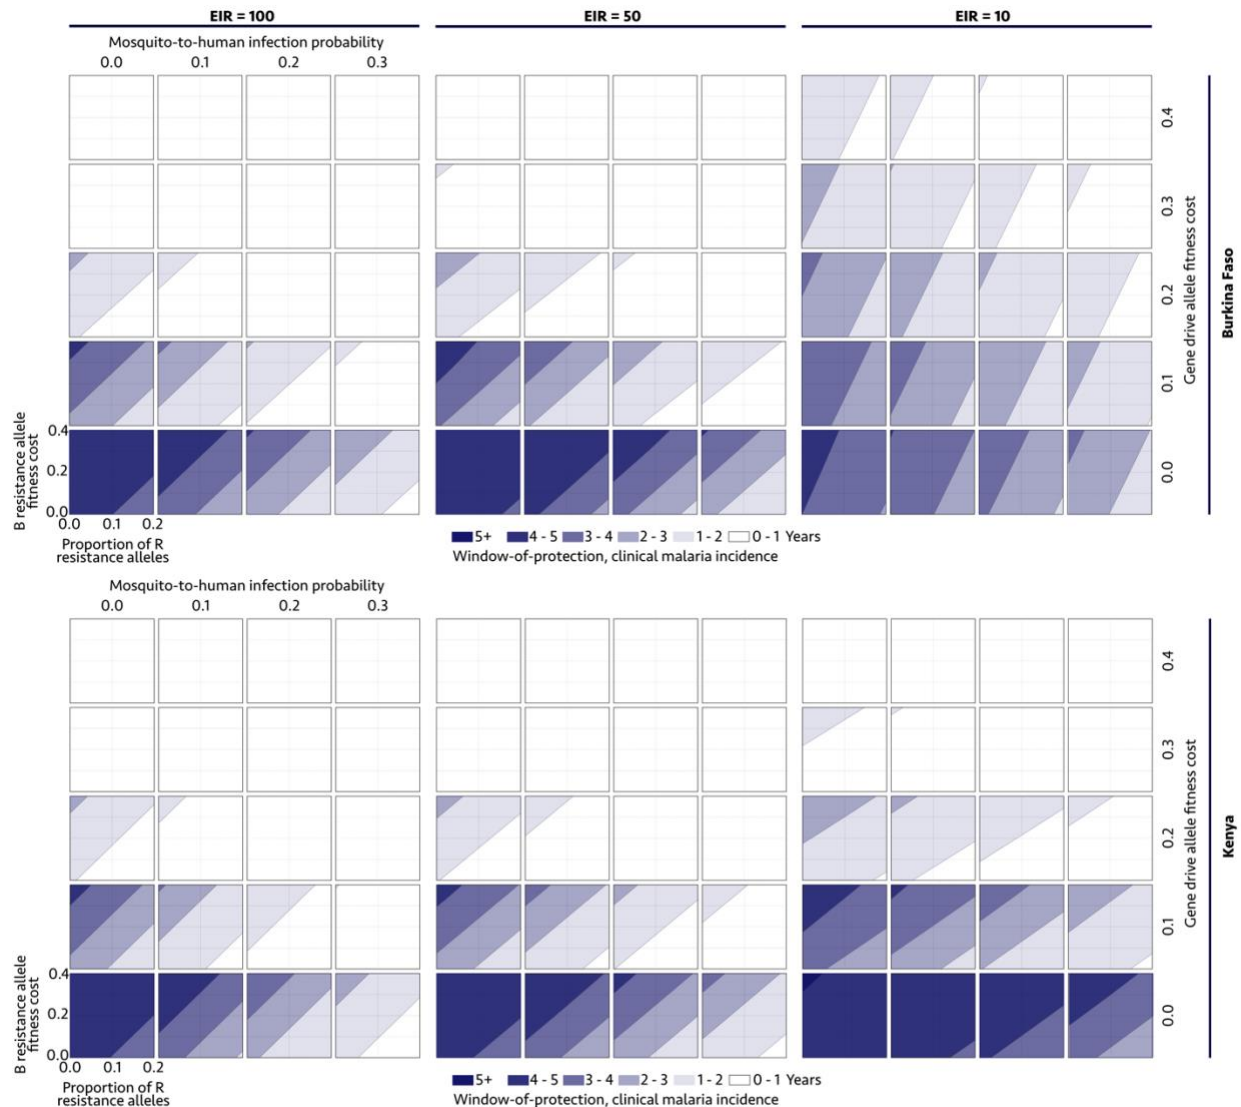 EIR = 100 EIR = 50 EIR = 10
Mosquito-to-human infection probability
0.0 0.1 0.2 0.3
0.4
0.3
0.2
0.1
0.0
Gene drive allele fitness cost
Burkina Faso
B resistance allele
fitness cost
0.4
0.2
0.0
0.0 0.1 0.2
Proportion of R
resistance alleles
5+ 4 - 5 3 - 4 2 - 3 1 - 2 0 - 1 Years
Window-of-protection, clinical malaria incidence
Mosquito-to-human infection probability
0.0 0.1 0.2 0.3
0.4
0.3
0.2
0.1
0.0
Gene drive allele fitness cost
Kenya
B resistance allele
fitness cost
0.4
0.2
0.0
0.0 0.1 0.2
Proportion of R
resistance alleles
5+ 4 - 5 3 - 4 2 - 3 1 - 2 0 - 1 Years
Window-of-protection, clinical malaria incidence